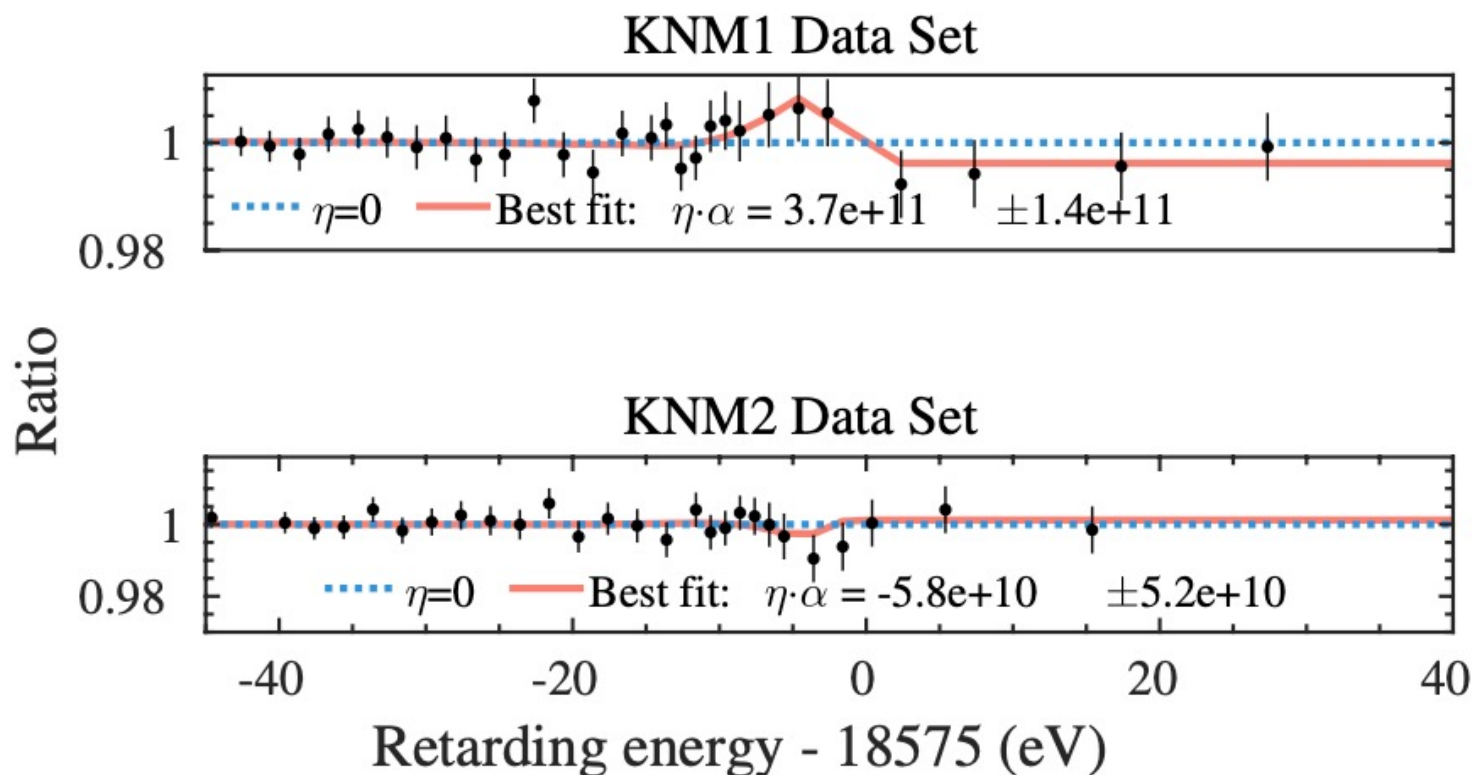 KNM1 Data Set
1
η=0 Best fit: η·α = 3.7e+11 ±1.4e+11
0.98
Ratio
KNM2 Data Set
1
η=0 Best fit: η·α = -5.8e+10 ±5.2e+10
0.98
-40 -20 0 20 40
Retarding energy - 18575 (eV)